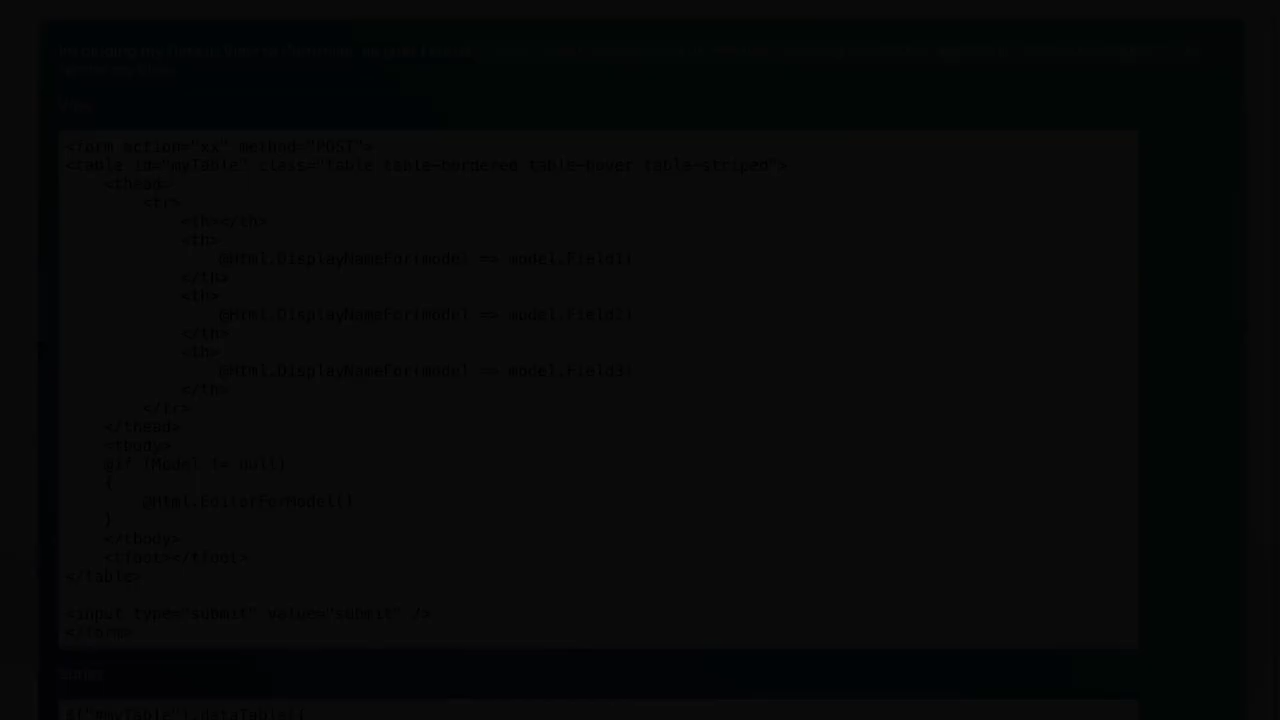 View
<form action="xx" method="POST">
<table id="myTable" class="table table-bordered table-hover table-striped">
<thead>
<tr>
<th></th>
<th>
@Html.DisplayNameFor(model => model.Field1)
</th>
<th>
@Html.DisplayNameFor(model => model.Field2)
</th>
<th>
@Html.DisplayNameFor(model => model.Field3)
</th>
</tr>
</thead>
<tbody>
@if (Model != null)
{
@Html.EditorForModel()
}
</tbody>
<tfoot></tfoot>
</table>
<input type="submit" value="submit" />
</form>
Script
$("#myTable").dataTable({